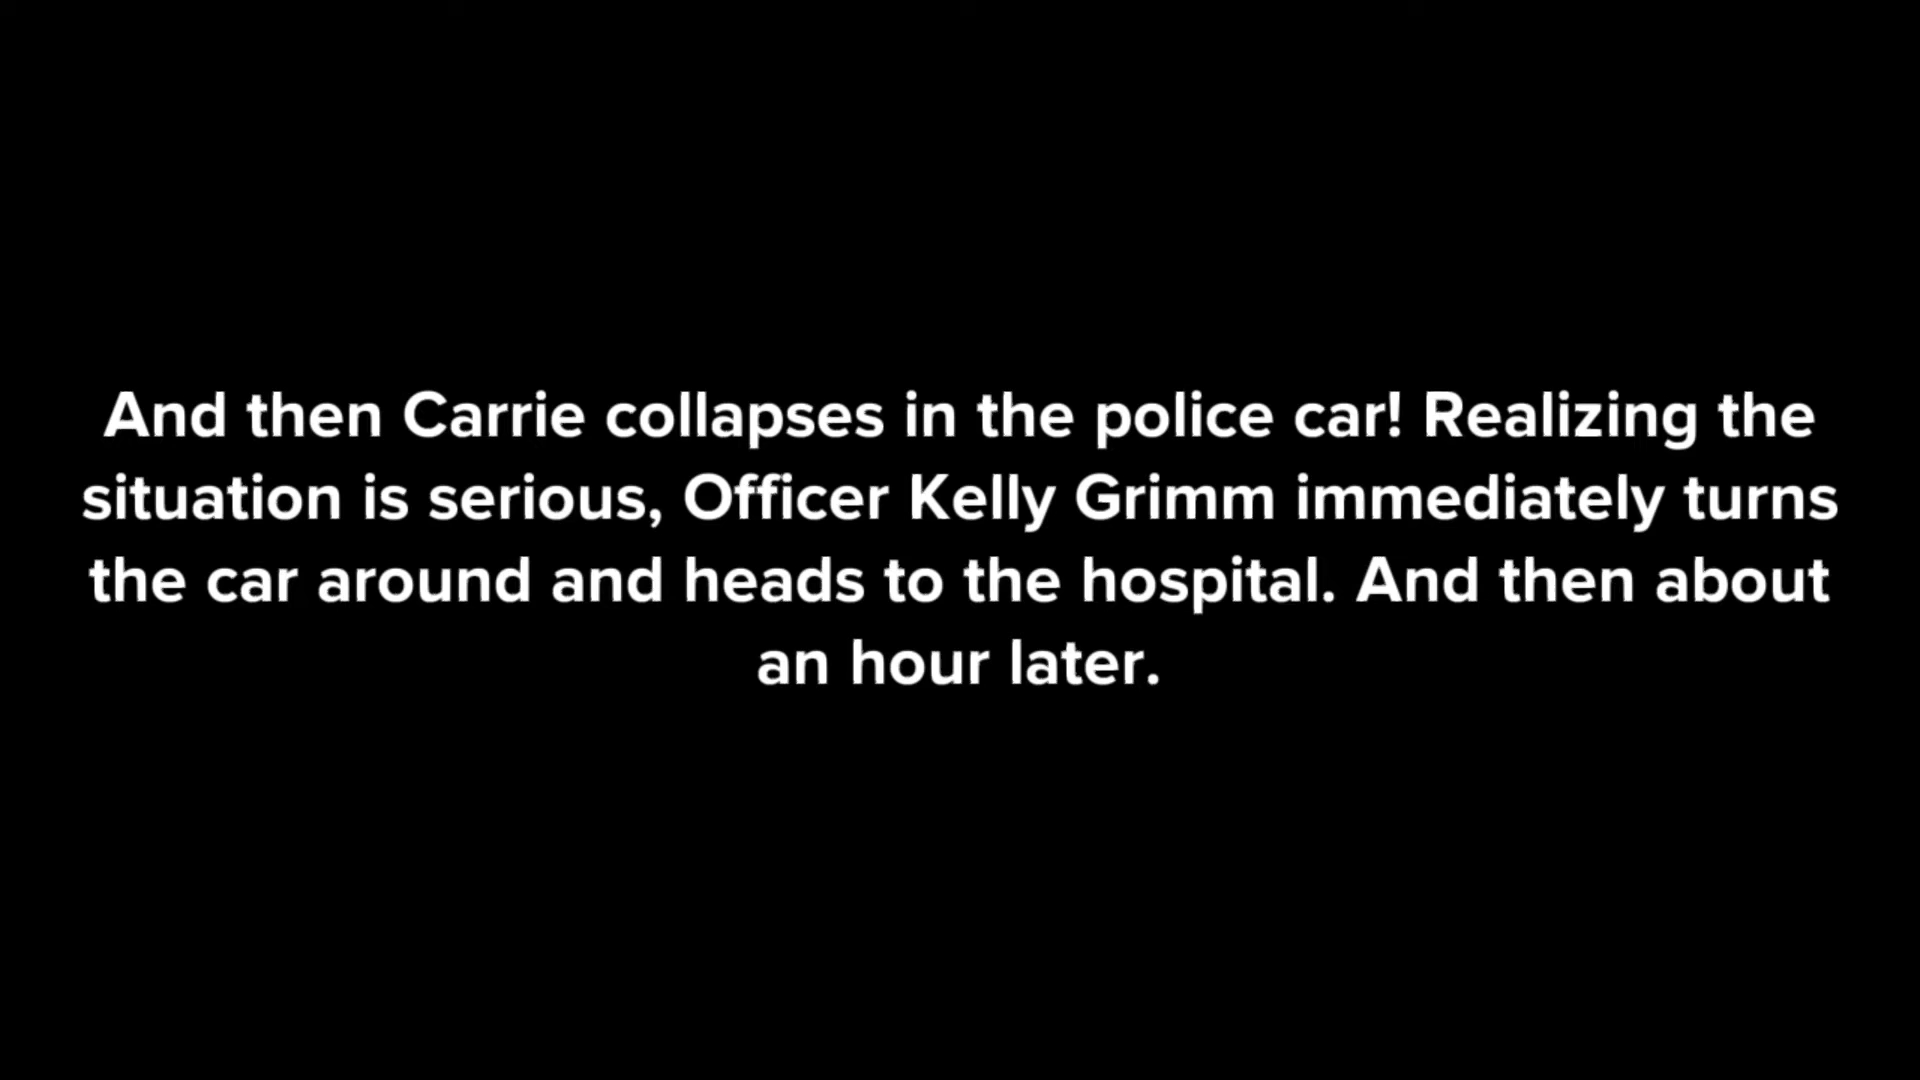 And then Carrie collapses in the police car! Realizing the
situation is serious, Officer Kelly Grimm immediately turns
the car around and heads to the hospital. And then about
an hour later.